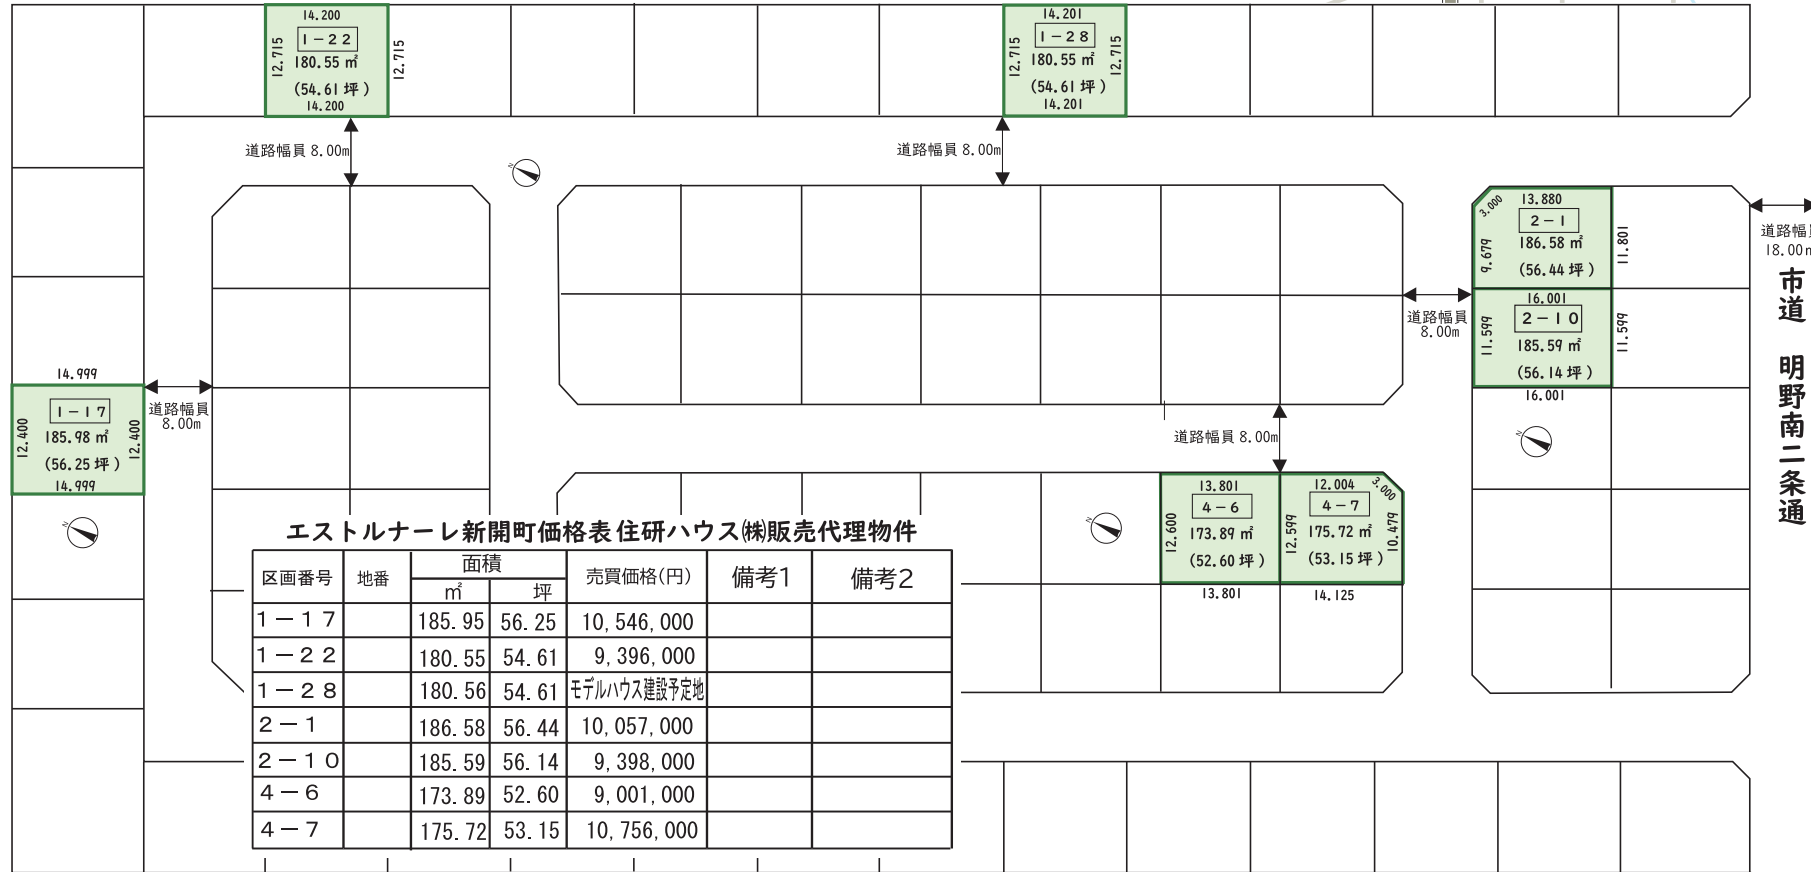 14.200
1-22
12.715
12.715
180.55 ㎡
(54.61 坪)
14.200
14.201
1-28
12.715
12.715
180.55 ㎡
(54.61 坪)
14.201
道路幅員 8.00m
N
道路幅員 8.00m
3.000
13.880
2-1
186.58 ㎡
(56.44 坪)
9.679
11.801
16.001
2-10
185.59 ㎡
(56.14 坪)
11.599
11.599
16.001
道路幅員
8.00m
道路幅員
18.00m
市道 明野南二条通
N
14.999
1-17
12.400
12.400
185.98 ㎡
(56.25 坪)
14.999
道路幅員
8.00m
N
道路幅員 8.00m
13.801
4-6
12.600
173.89 ㎡
(52.60 坪)
13.801
12.004
3.000
4-7
12.599
175.72 ㎡
10.479
(53.15 坪)
14.125
N
エストルナーレ新開町価格表住研ハウス㈱販売代理物件
区画番号 地番 面積 売買価格(円) 備考1 備考2
㎡ 坪
1-17 185.95 56.25 10,546,000
1-22 180.55 54.61 9,396,000
1-28 180.56 54.61 モデルハウス建設予定地
2-1 186.58 56.44 10,057,000
2-10 185.59 56.14 9,398,000
4-6 173.89 52.60 9,001,000
4-7 175.72 53.15 10,756,000